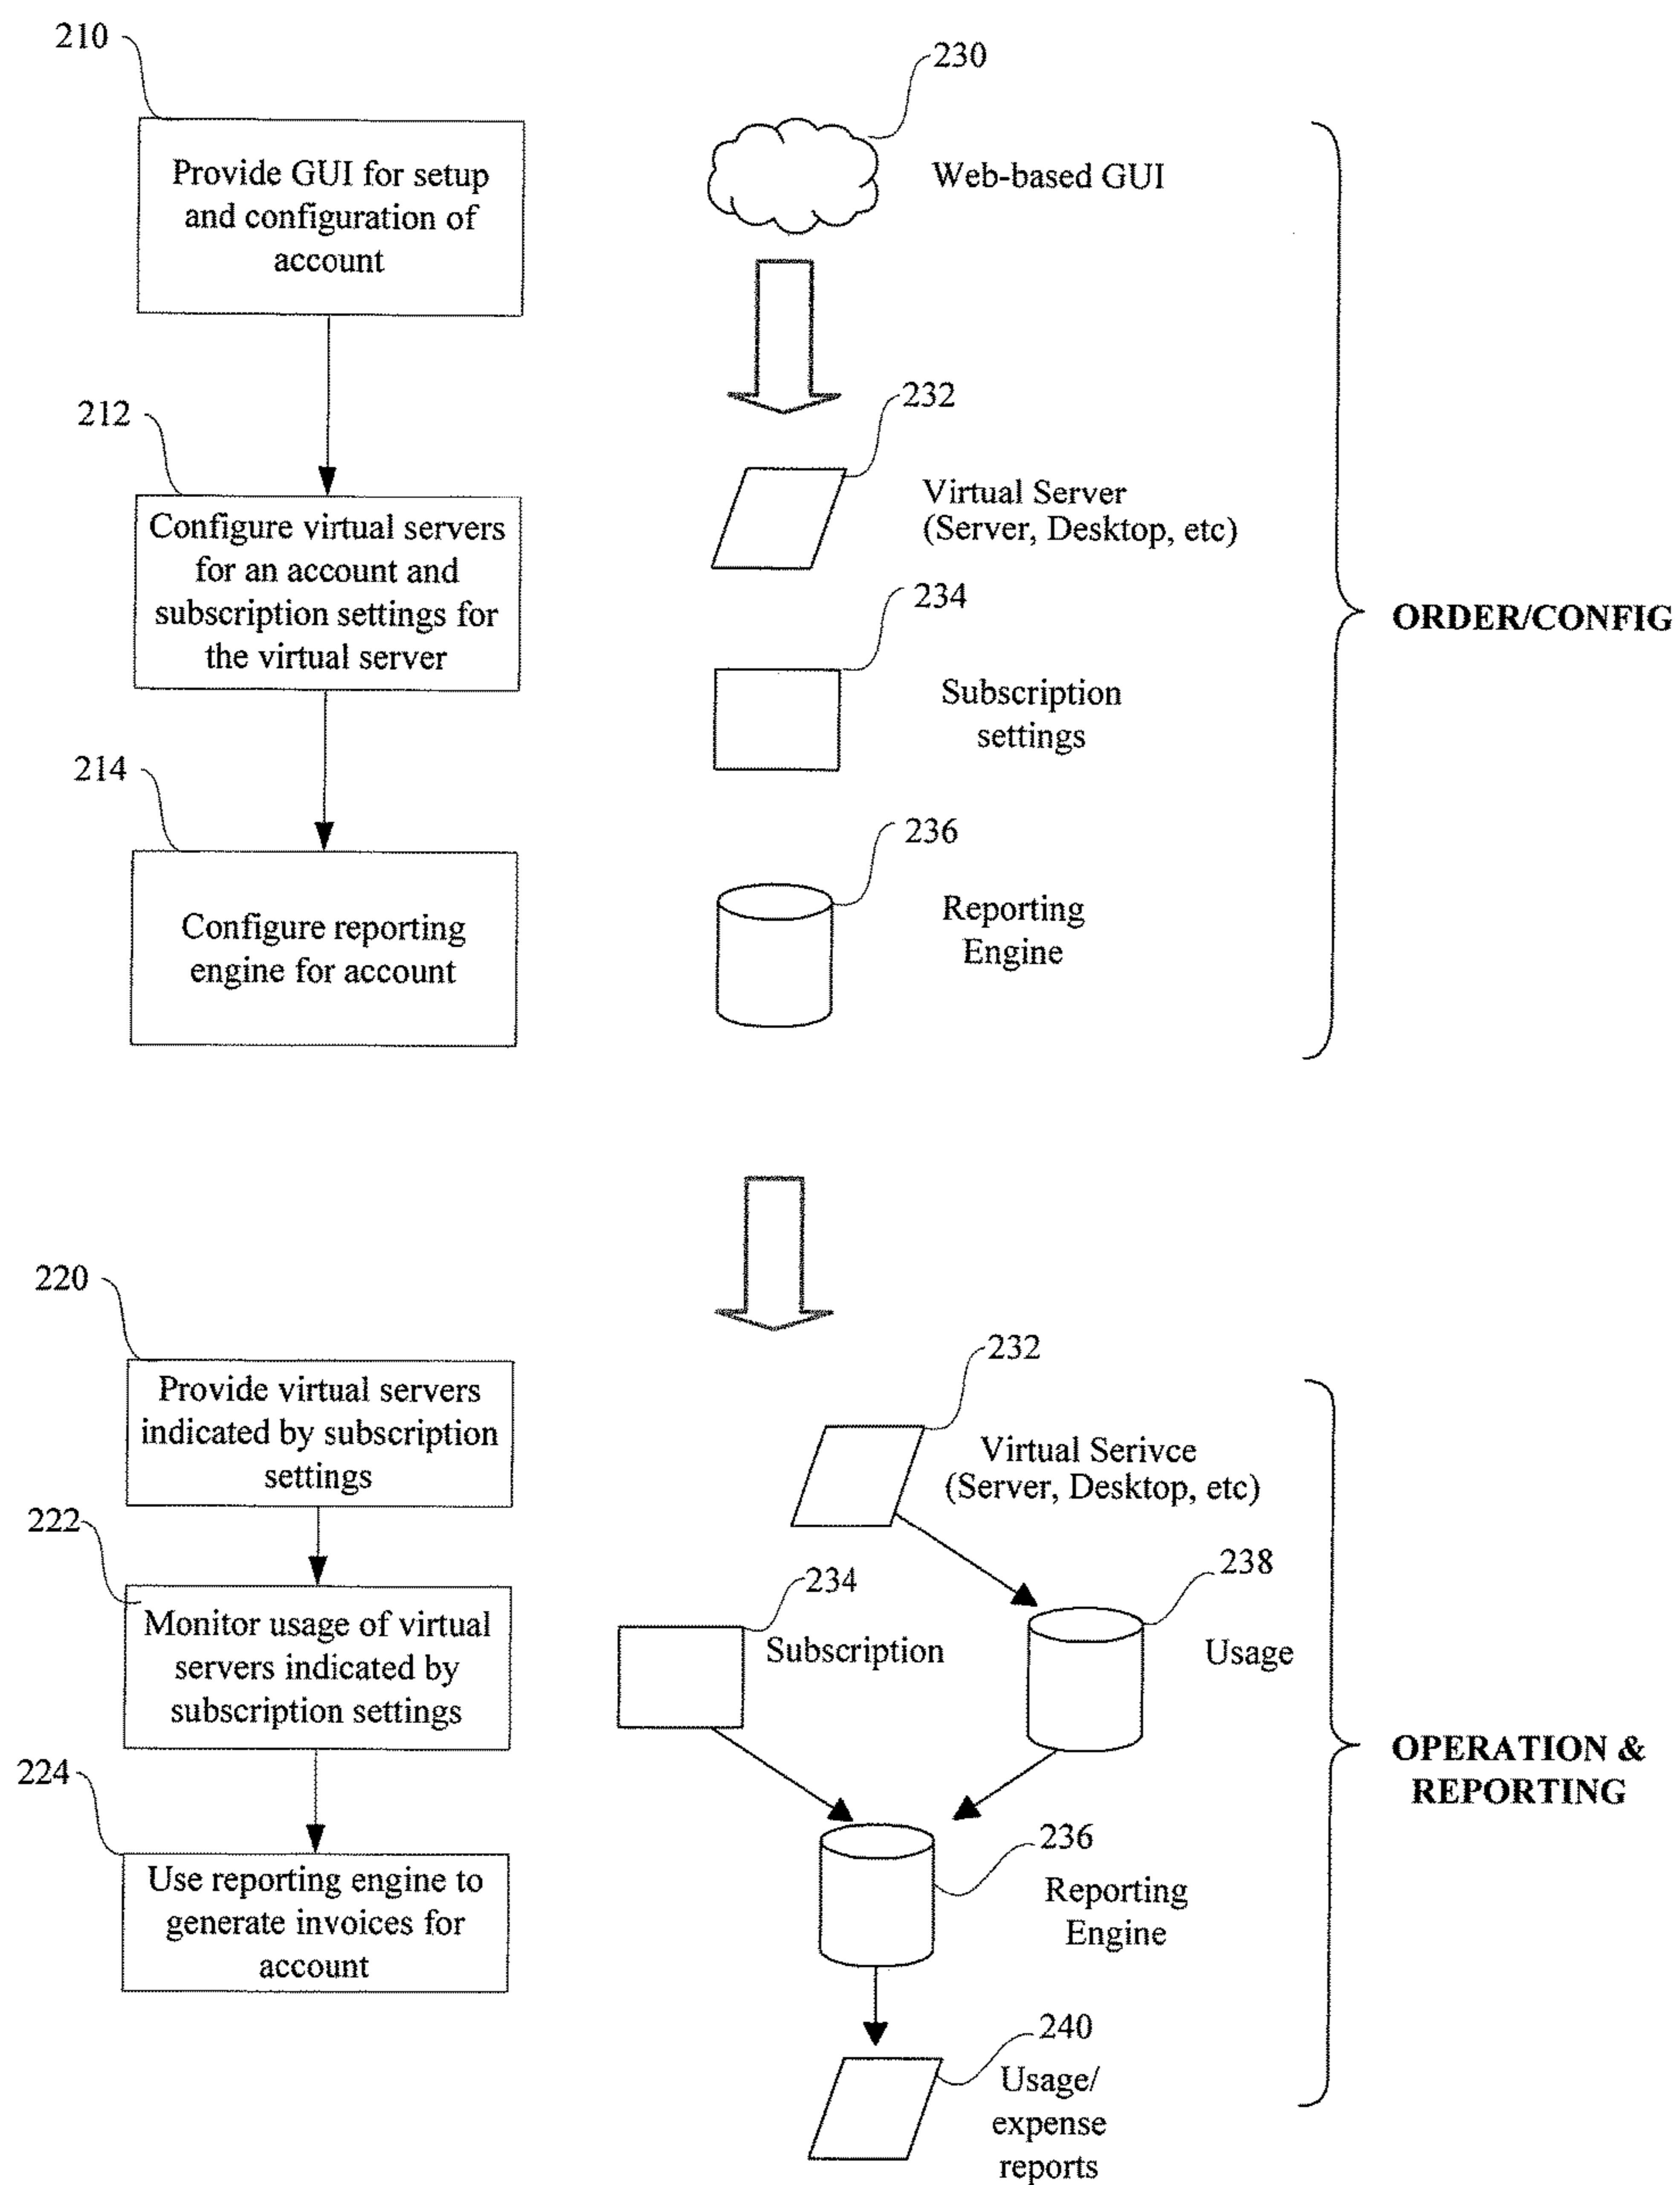 210
230
Provide GUI for setup
and configuration of
account
Web-based GUI
212
232
Configure virtual servers
for an account and
subscription settings for
the virtual server
Virtual Server
(Server, Desktop, etc)
234
Subscription
settings
ORDER/CONFIG
214
236
Configure reporting
engine for account
Reporting
Engine
220
232
Provide virtual servers
indicated by subscription
settings
Virtual Serivce
(Server, Desktop, etc)
222
234
238
Monitor usage of virtual
servers indicated by
subscription settings
Subscription
Usage
OPERATION &
REPORTING
224
236
Use reporting engine to
generate invoices for
account
Reporting
Engine
240
Usage/
expense
reports